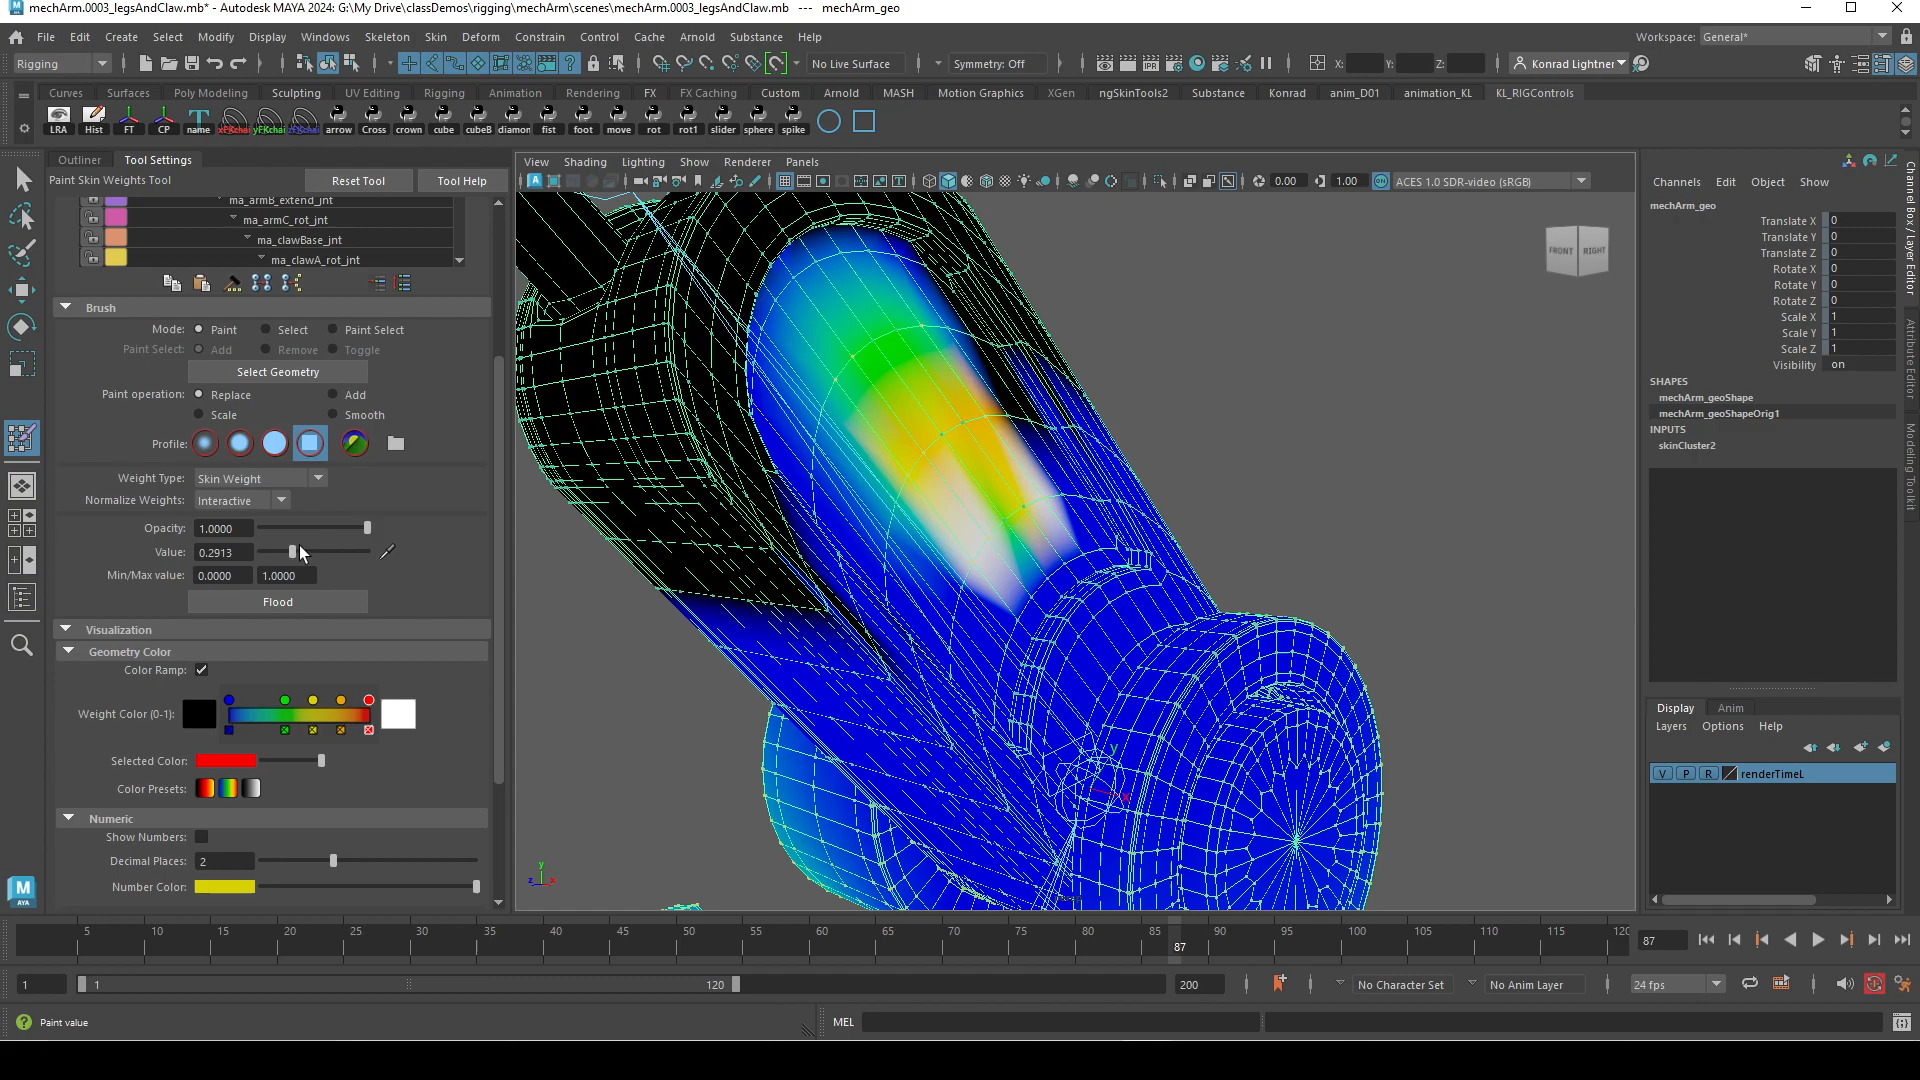 mechArm.0003_legsAndClaw.mb* - Autodesk MAYA 2024: G:\My Drive\classDemos\rigging\mechArm\scenes\mechArm.0003_legsAndClaw.mb --- mechArm_geo
File Edit Create Select Modify Display Windows Skeleton Skin Deform Constrain Control Cache Arnold Substance Help
Workspace: General*
Rigging
No Live Surface
Symmetry: Off
X: Y: Z:
Konrad Lightner
Curves Surfaces Poly Modeling Sculpting UV Editing Rigging Animation Rendering FX FX Caching Custom Arnold MASH Motion Graphics XGen ngSkinTools2 Substance Konrad anim_D01 animation_KL KL_RIGControls
LRA Hist FT CP name xFKchai yFKchai zFKchai arrow Cross crown cube cubeB diamon fist foot move rot rot1 slider sphere spike
Outliner Tool Settings
Paint Skin Weights Tool
Reset Tool Tool Help
ma_armB_extend_jnt
ma_armC_rot_jnt
ma_clawBase_jnt
ma_clawA_rot_jnt
Brush
Mode: Paint Select Paint Select
Paint Select: Add Remove Toggle
Select Geometry
Paint operation: Replace Add
Scale Smooth
Profile:
Weight Type: Skin Weight
Normalize Weights: Interactive
Opacity: 1.0000
Value: 0.2913
Min/Max value: 0.0000 1.0000
Flood
Visualization
Geometry Color
Color Ramp:
Weight Color (0-1):
Selected Color:
Color Presets:
Numeric
Show Numbers:
Decimal Places: 2
Number Color:
View Shading Lighting Show Renderer Panels
0.00 1.00 ACES 1.0 SDR-video (sRGB)
FRONT RIGHT
y
x
y
z x
Channels Edit Object Show
mechArm_geo
Translate X 0
Translate Y 0
Translate Z 0
Rotate X 0
Rotate Y 0
Rotate Z 0
Scale X 1
Scale Y 1
Scale Z 1
Visibility on
SHAPES
mechArm_geoShape
mechArm_geoShapeOrig1
INPUTS
skinCluster2
Channel Box / Layer Editor
Attribute Editor
Modeling Toolkit
Display Anim
Layers Options Help
V P R renderTimeL
5 10 15 20 25 30 35 40 45 50 55 60 65 70 75 80 85 87 90 95 100 105 110 115 120
87
1 1 120 200
No Character Set
No Anim Layer
24 fps
MAYA
Paint value
MEL